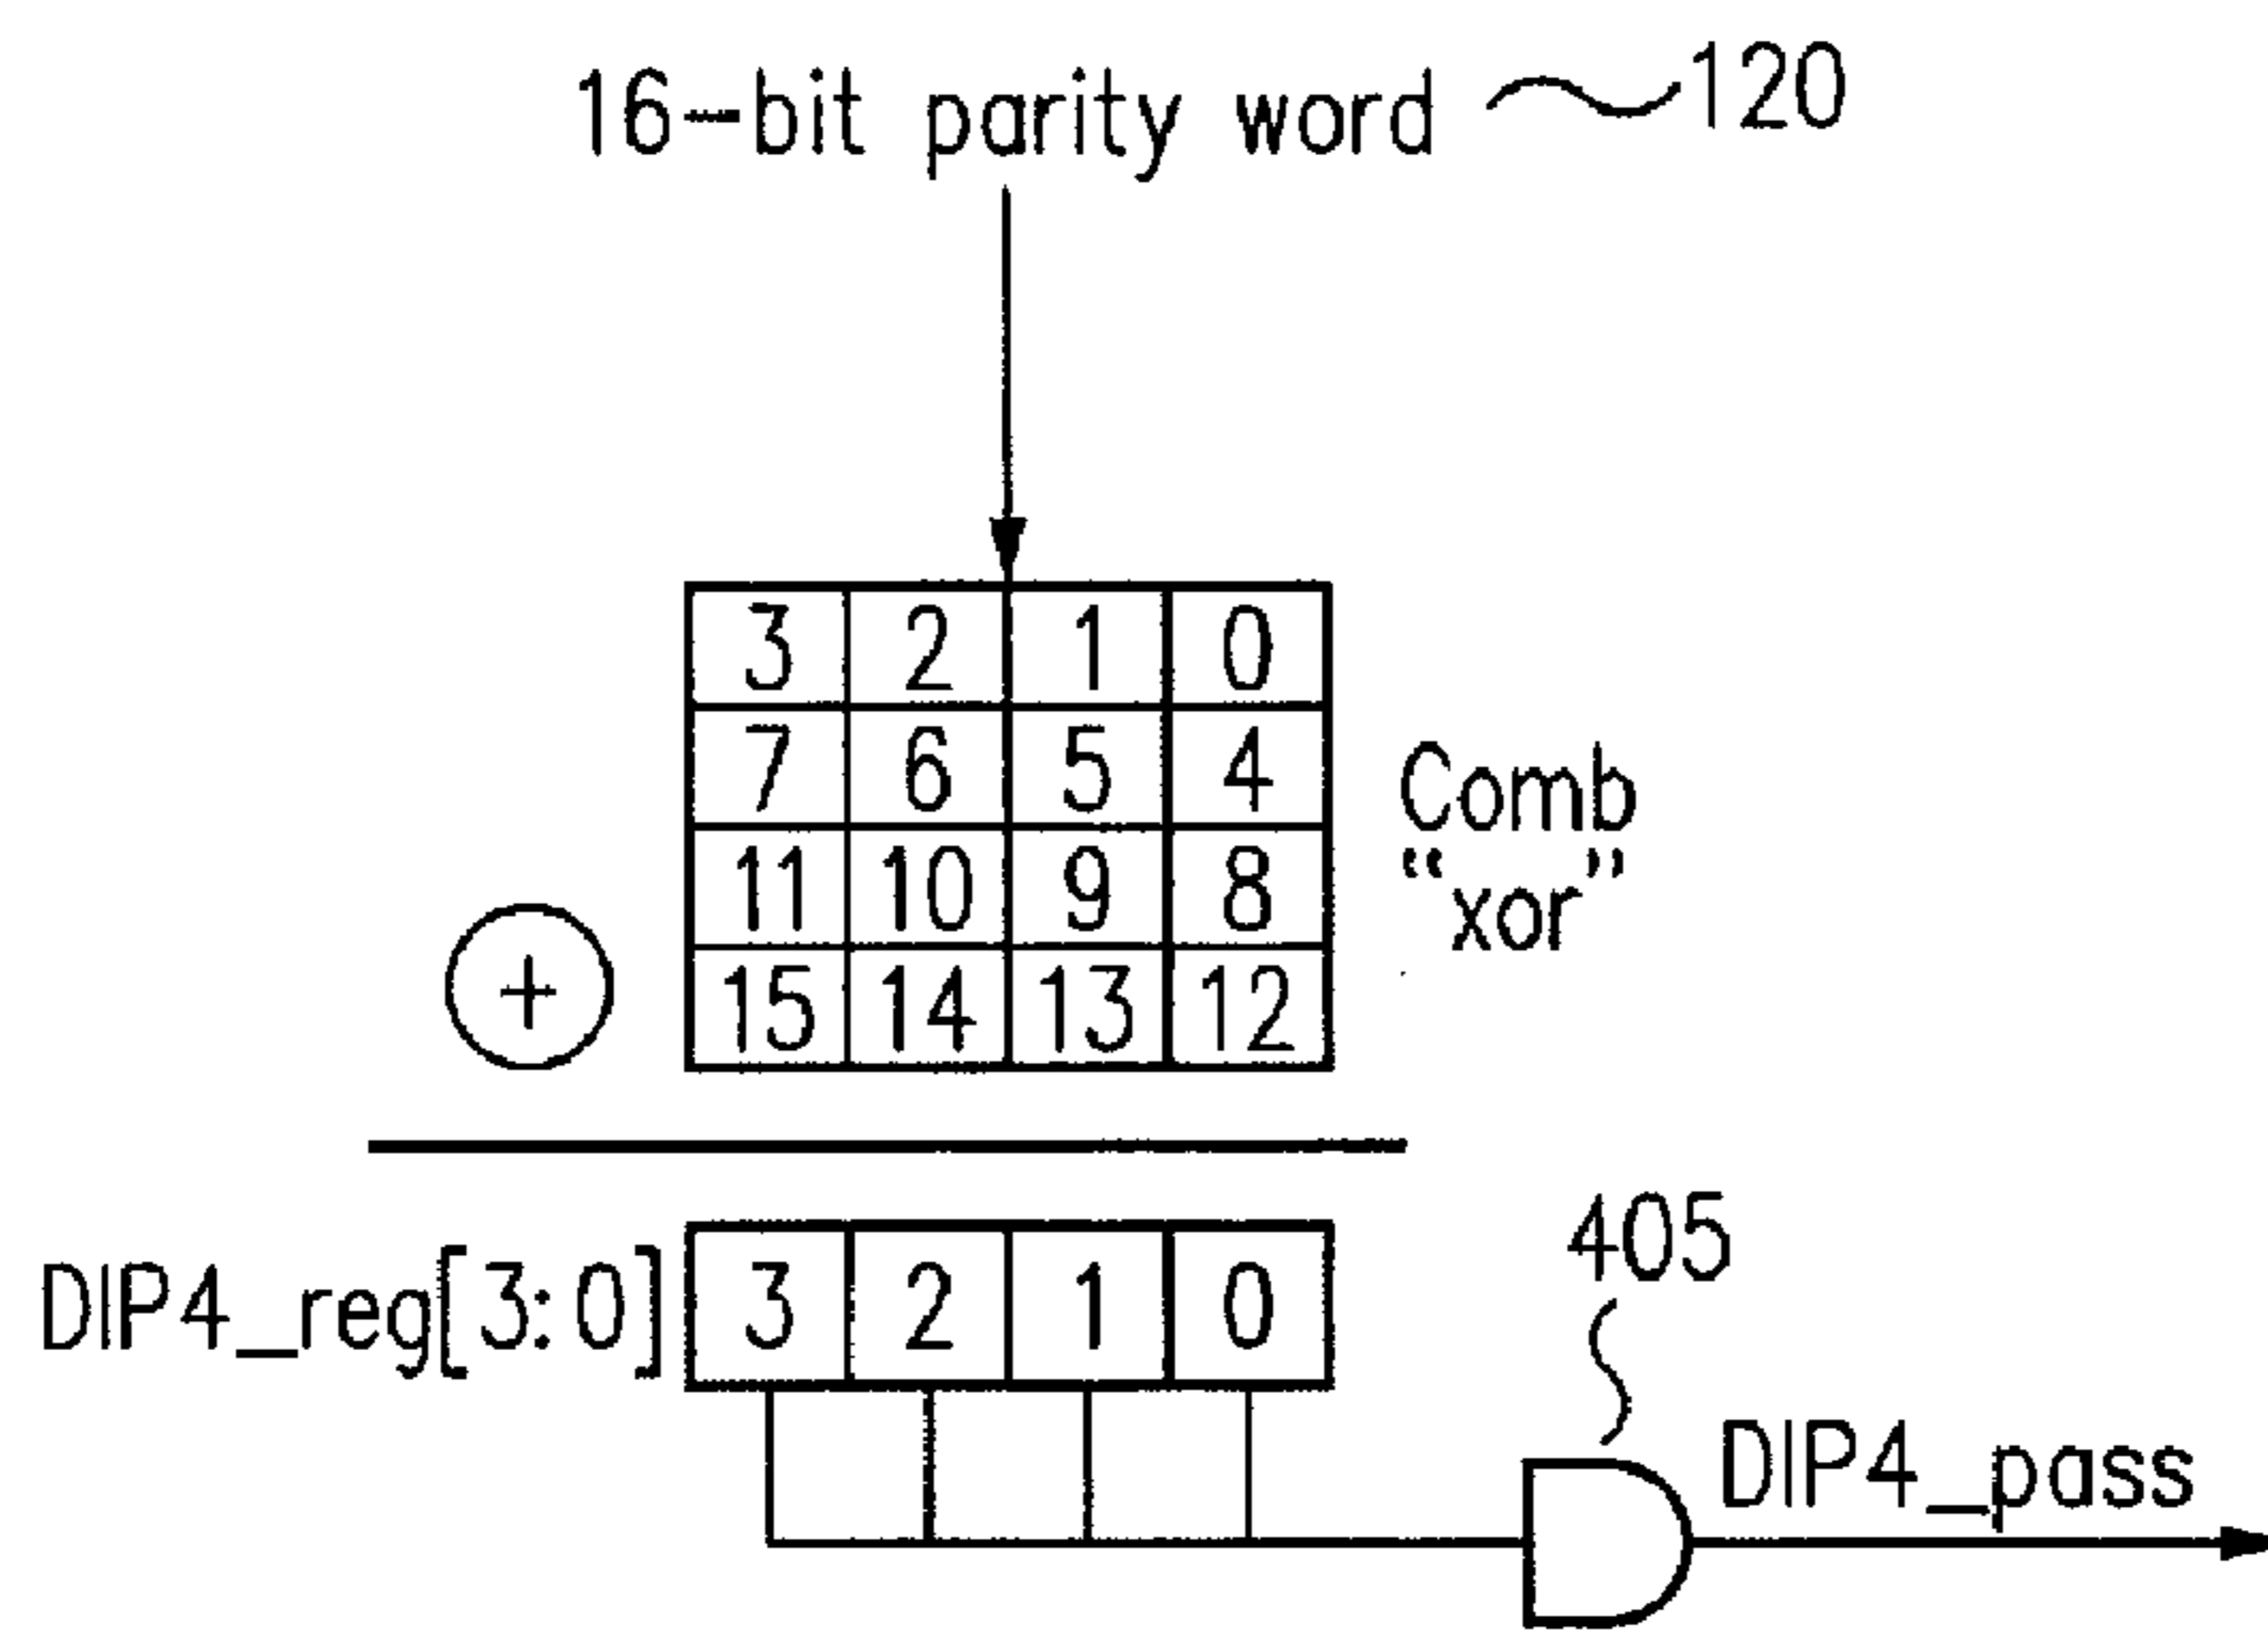 16-bit parity word 120
3 2 1 0
7 6 5 4
Comb
11 10 9 8
"xor"
+
15 14 13 12
405
DIP4_reg[3:0] 3 2 1 0
DIP4_pass